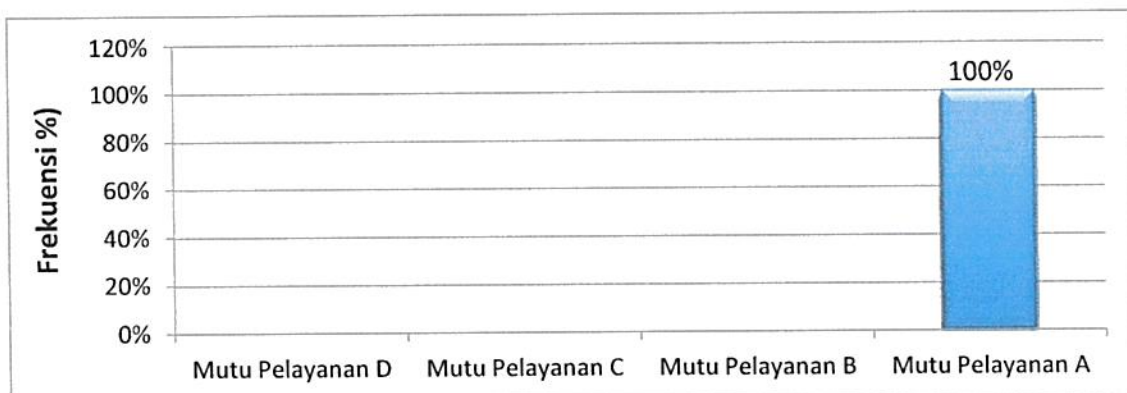 Frekuensi %)
120%
100%
80%
60%
40%
20%
0%
100%
Mutu Pelayanan D
Mutu Pelayanan C
Mutu Pelayanan B
Mutu Pelayanan A